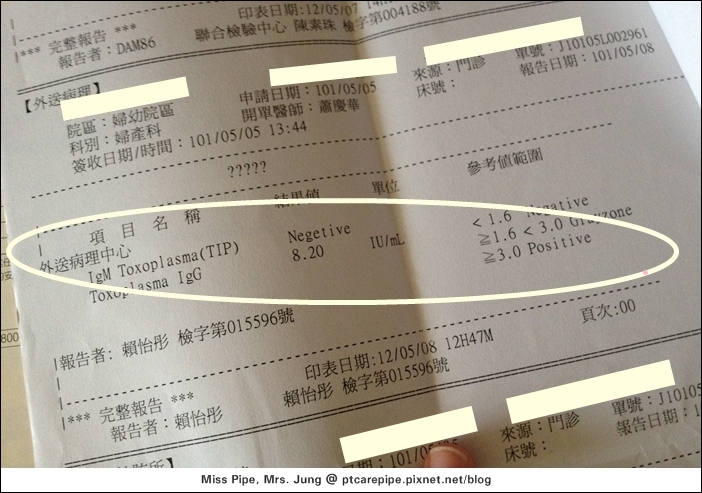 印表日期:12/05/07
*** 完整報告 *** 聯合檢驗中心 陳素珠 檢字第004188號
報告者：DAM86
來源：門診 單號：J10105L002961
【外送病理】 申請日期：101/05/05 床號： 報告日期：101/05/08
院區：婦幼院區 開單醫師：蕭慶華
科別：婦產科
簽收日期/時間：101/05/05 13:44
?????
項 目 名 稱 結果值 單位 參考值範圍
外送病理中心
IgM Toxoplasma(TIP) Negetive < 1.6 Negative
Toxoplasma IgG 8.20 IU/mL ≧1.6 < 3.0 Grayzone
≧3.0 Positive
報告者: 賴怡彤 檢字第015596號
印表日期:12/05/08 12H47M 頁次:00
*** 完整報告 *** 賴怡彤 檢字第015596號
報告者：賴怡彤
來源：門診 單號：J10105
床號： 報告日期：1
Miss Pipe, Mrs. Jung @ ptcarepipe.pixnet.net/blog